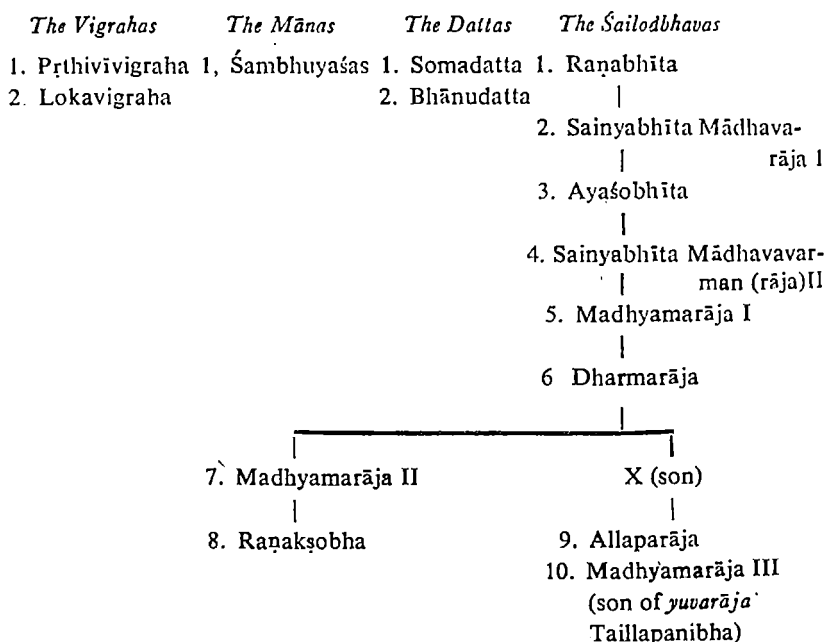 The Vigrahas The Mānas The Dattas The Śailodbhavas
1. Pṛthivīvigraha 1, Śambhuyaśas 1. Somadatta 1. Raṇabhīta
2. Lokavigraha 2. Bhānudatta
2. Sainyabhīta Mādhava-
rāja 1
3. Ayaśobhīta
4. Sainyabhīta Mādhavavar-
man (rāja) II
5. Madhyamarāja I
6 Dharmarāja
7. Madhyamarāja II X (son)
8. Raṇakṣobha 9. Allaparāja
10. Madhyamarāja III
(son of yuvarāja
Taillapanibha)